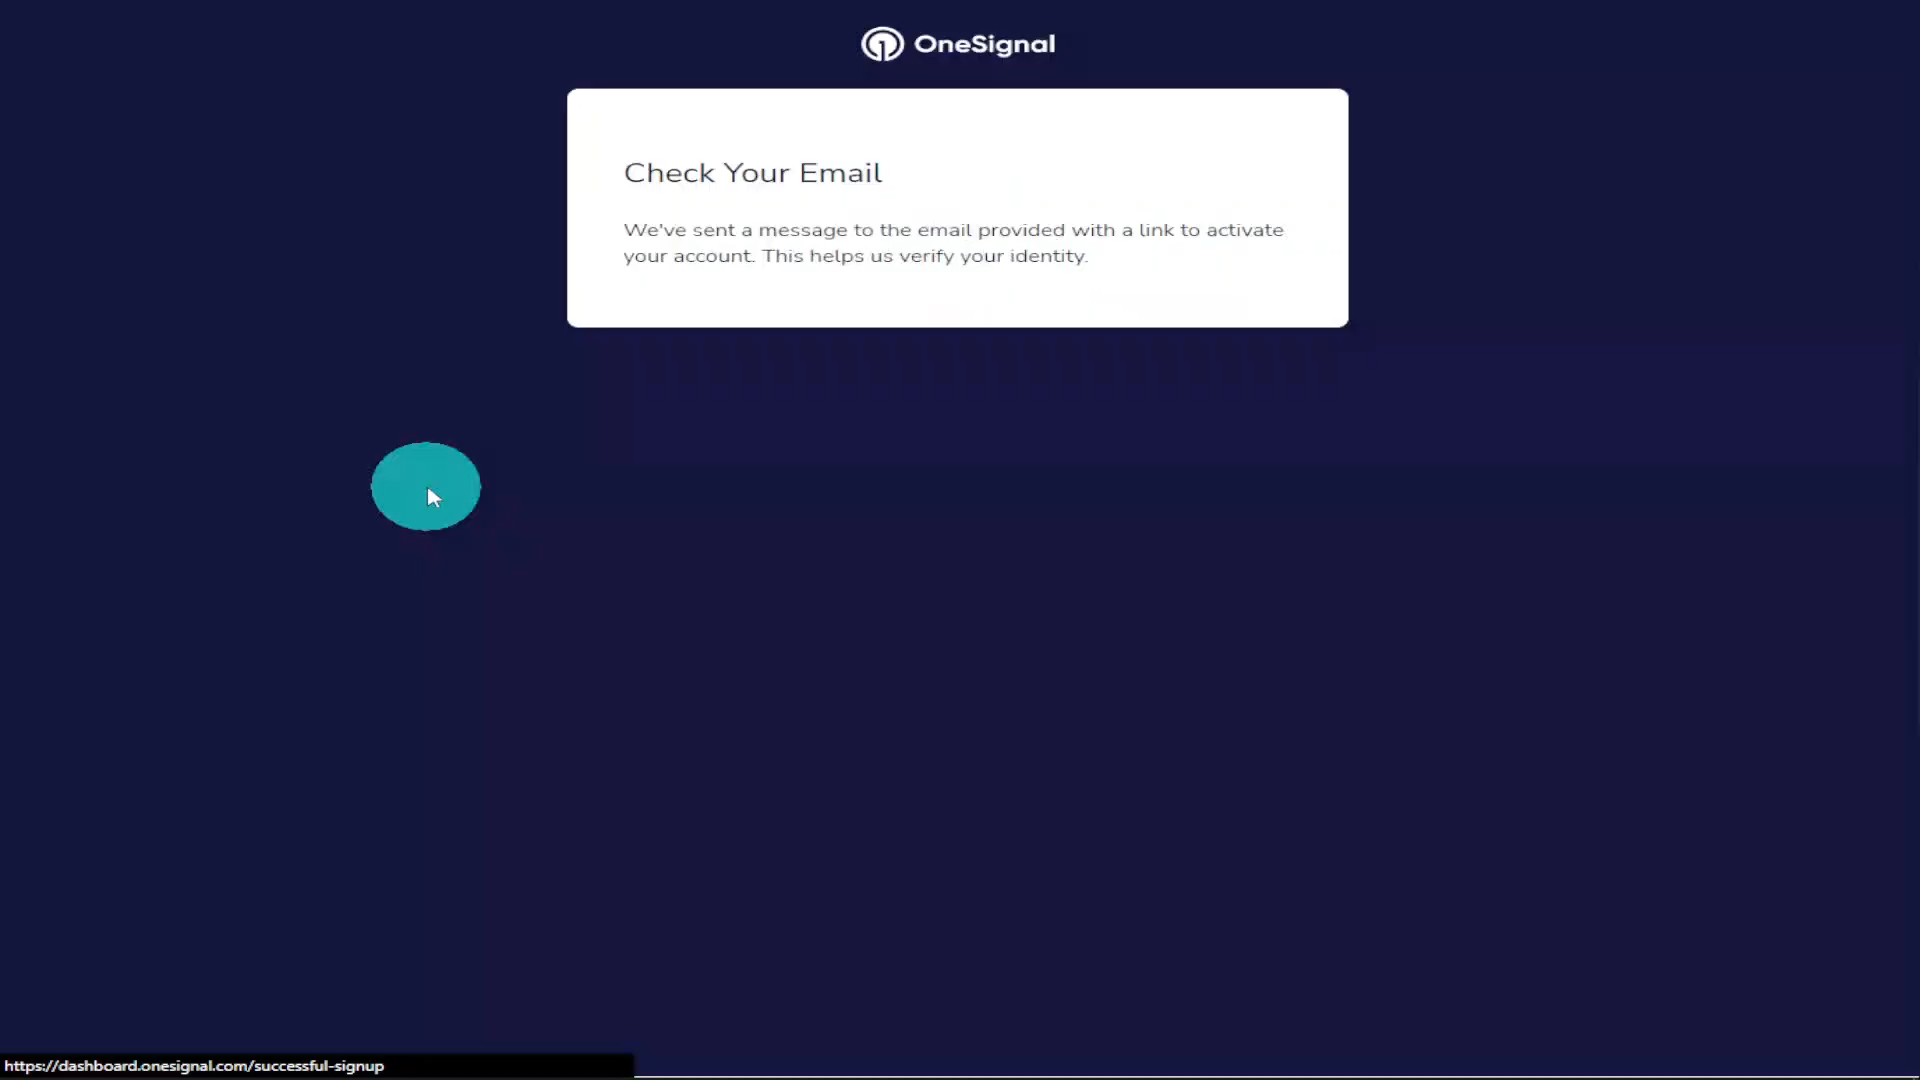 OneSignal
Check Your Email
We've sent a message to the email provided with a link to activate
your account. This helps us verify your identity.
https://dashboard.onesignal.com/successful-signup